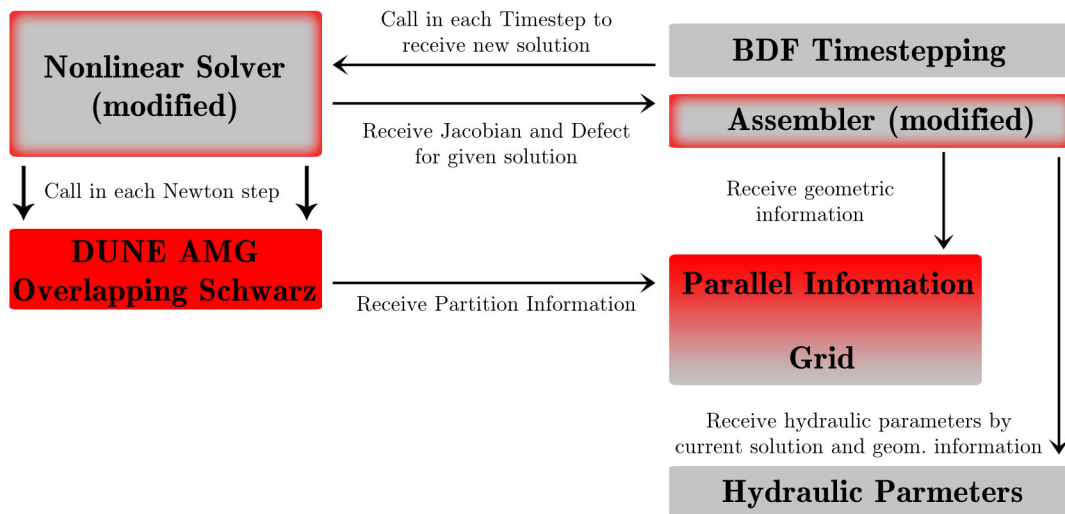 Call in each Timestep to
receive new solution
Nonlinear Solver
(modified)
BDF Timestepping
Assembler (modified)
Receive Jacobian and Defect
for given solution
Call in each Newton step
Receive geometric
information
DUNE AMG
Overlapping Schwarz
Receive Partition Information
Parallel Information
Grid
Receive hydraulic parameters by
current solution and geom. information
Hydraulic Parmeters